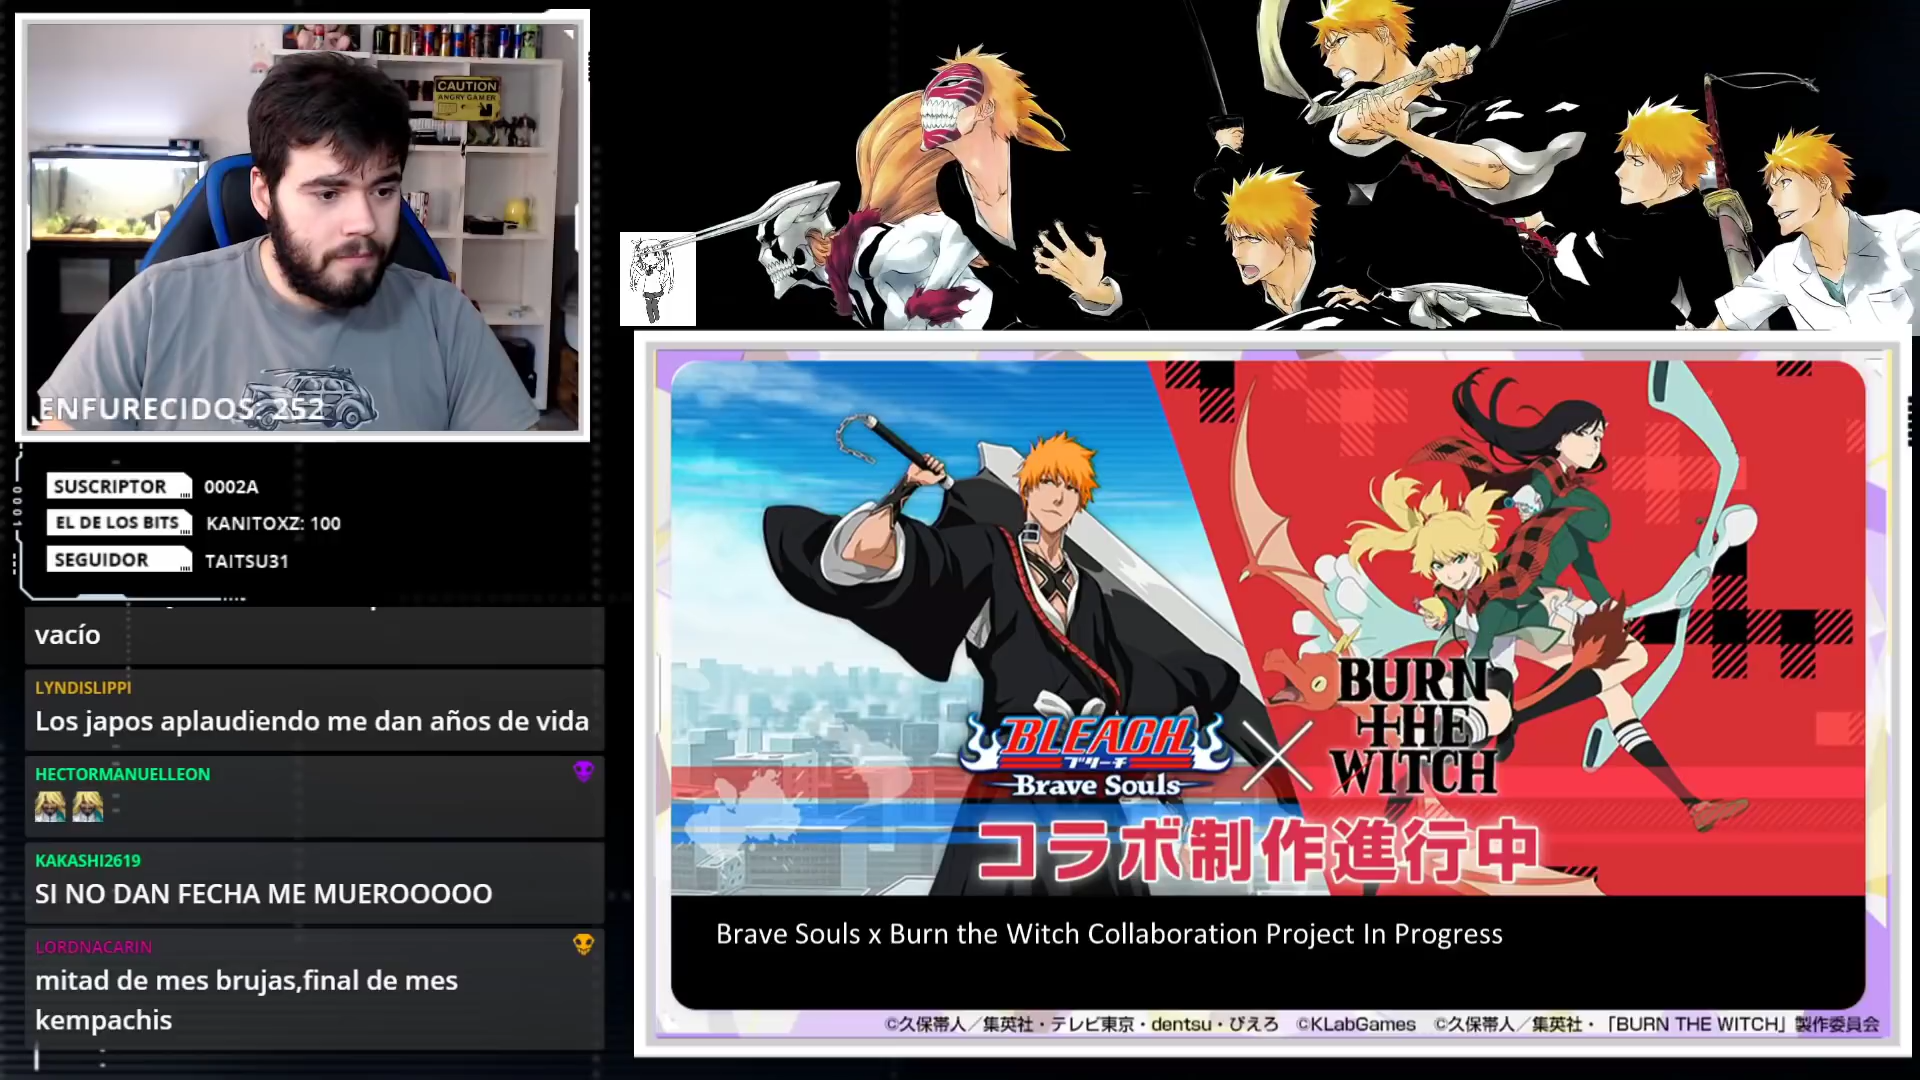 CAUTION
ANGRY GAMER
ENFURECIDOS: 252
0001
SUSCRIPTOR 0002A
EL DE LOS BITS KANITOXZ: 100
SEGUIDOR TAITSU31
vacío
LYNDISLIPPI
Los japos aplaudiendo me dan años de vida
HECTORMANUELLEON
KAKASHI2619
SI NO DAN FECHA ME MUEROOOOO
LORDNACARIN
mitad de mes brujas,final de mes
kempachis
BLEACH
ブリーチ
Brave Souls
×
BURN
THE
WITCH
コラボ制作進行中
Brave Souls x Burn the Witch Collaboration Project In Progress
©久保帯人／集英社・テレビ東京・dentsu・ぴえろ ©KLabGames ©久保帯人／集英社・「BURN THE WITCH」製作委員会